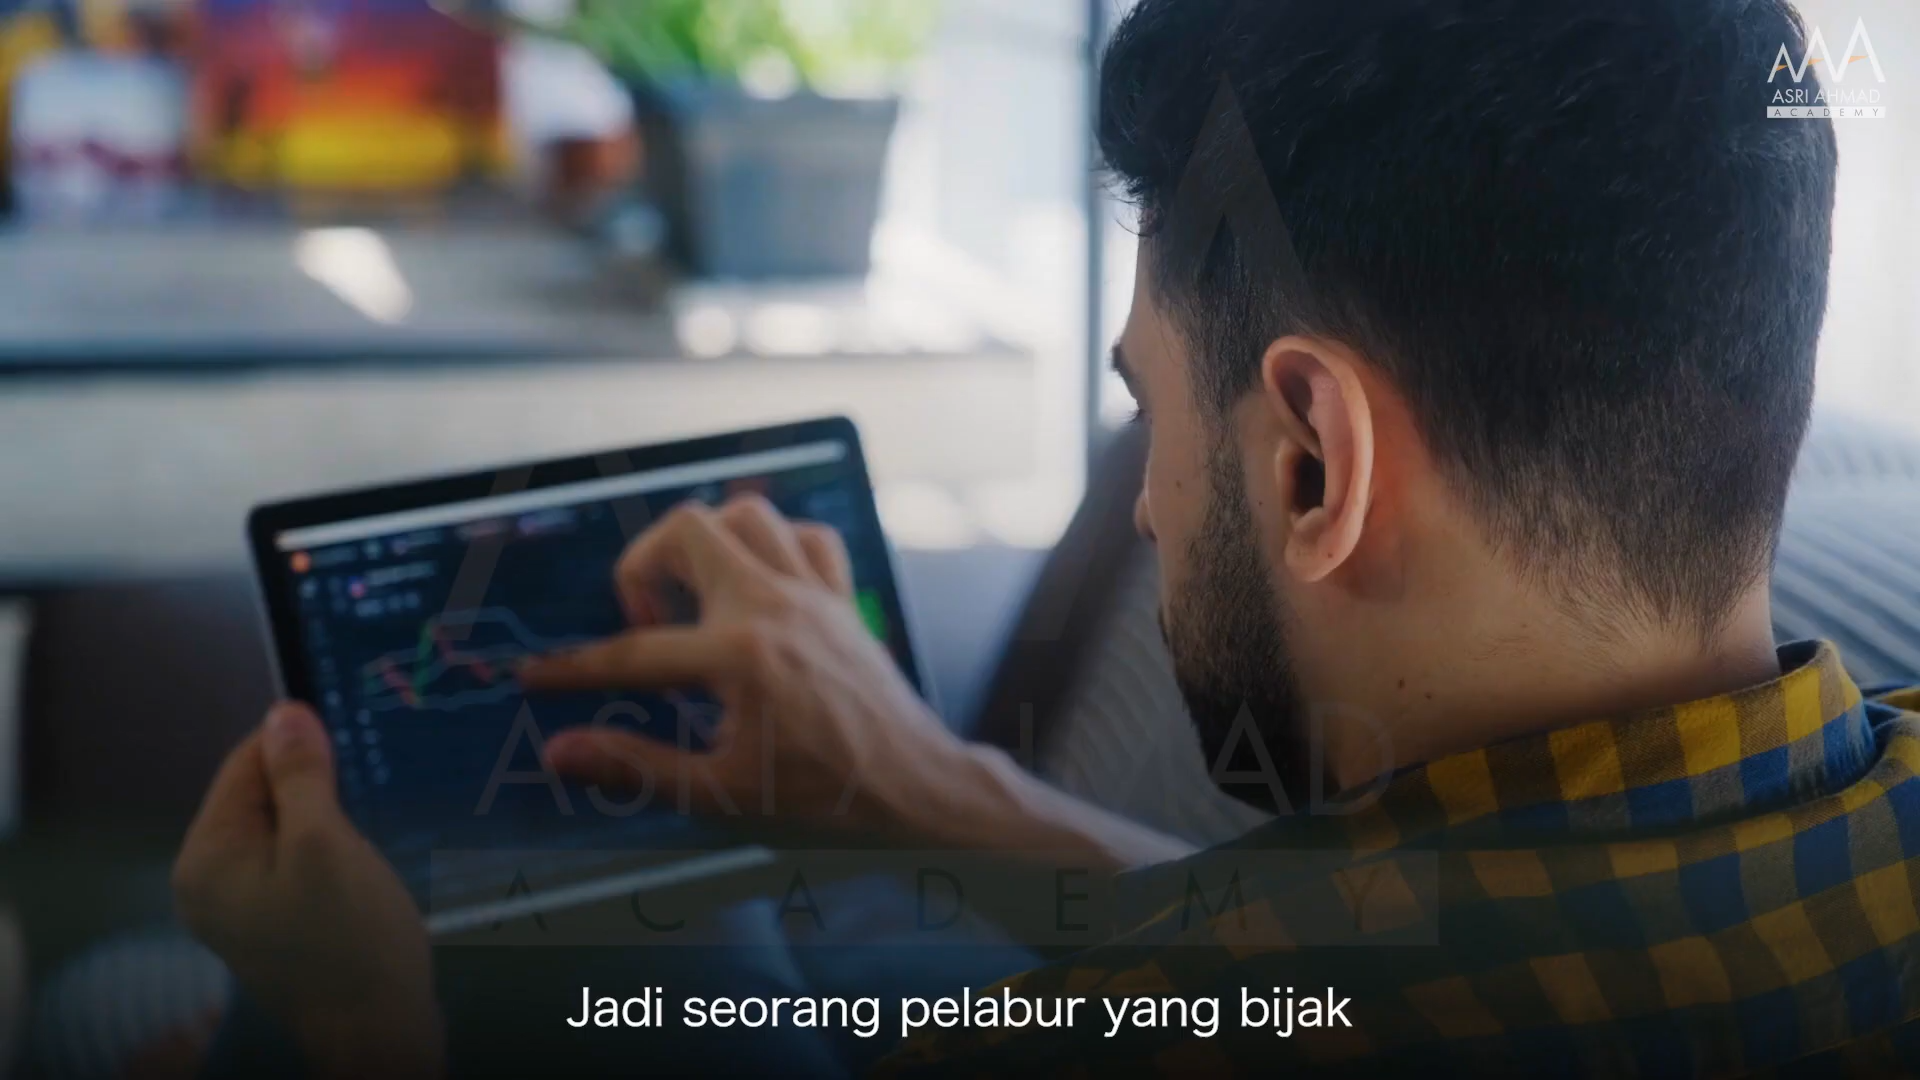 ASRI AHMAD
ACADEMY
ASRI AHMAD
ACADEMY
Jadi seorang pelabur yang bijak